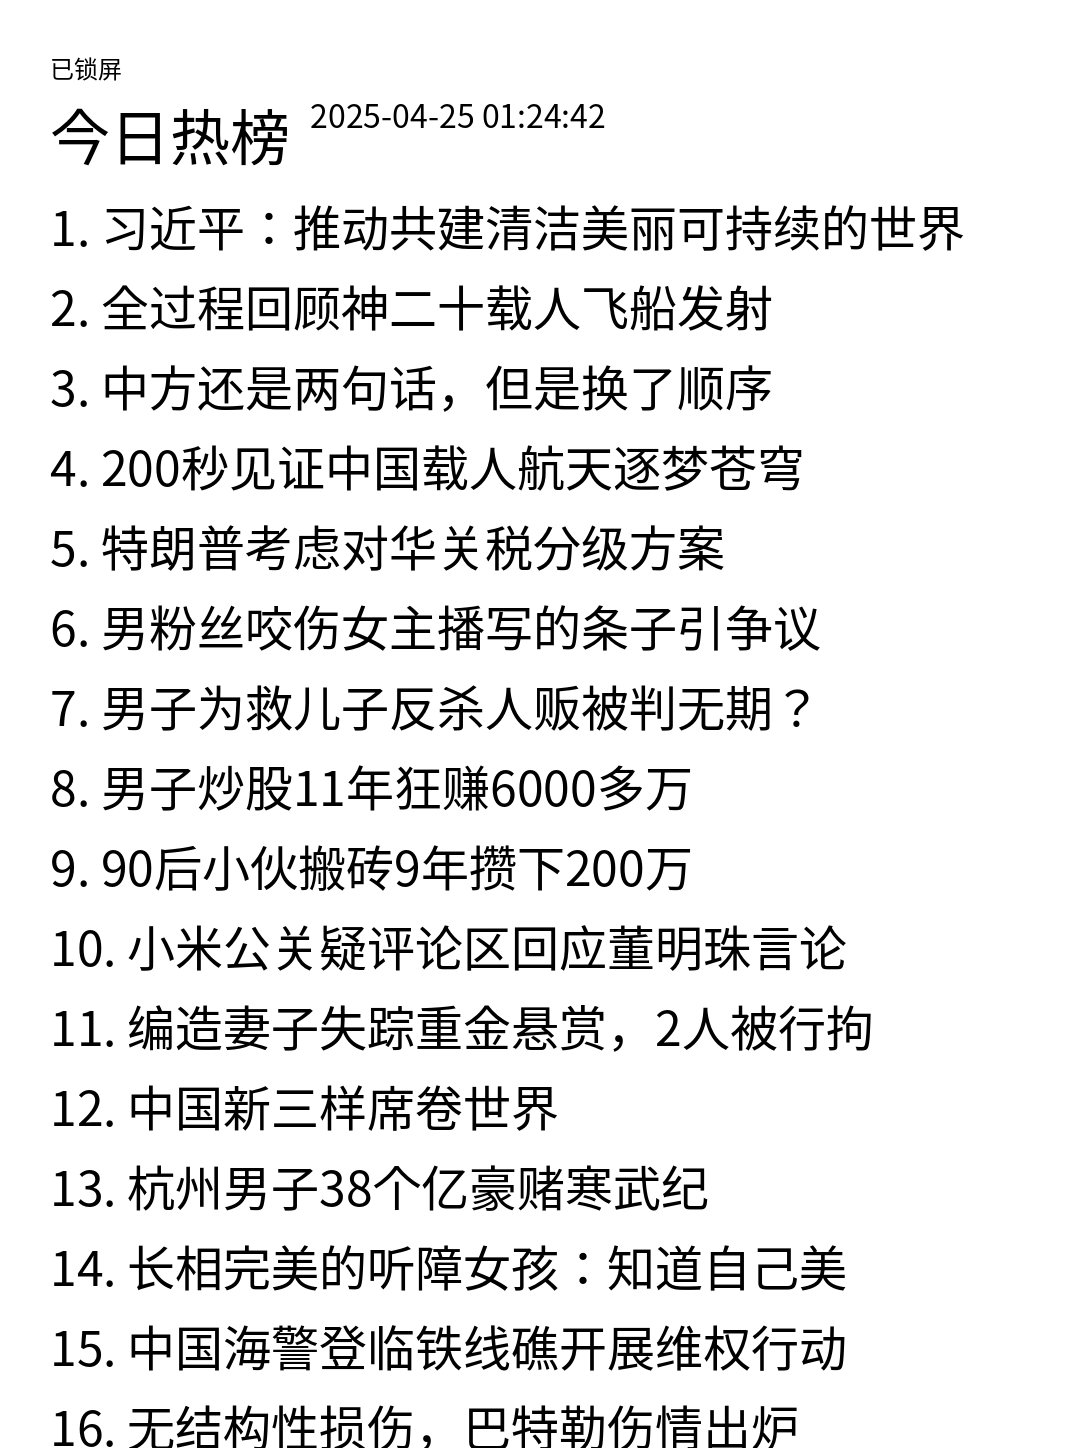 已锁屏
今日热榜 2025-04-25 01:24:42
1. 习近平：推动共建清洁美丽可持续的世界
2. 全过程回顾神二十载人飞船发射
3. 中方还是两句话，但是换了顺序
4. 200秒见证中国载人航天逐梦苍穹
5. 特朗普考虑对华关税分级方案
6. 男粉丝咬伤女主播写的条子引争议
7. 男子为救儿子反杀人贩被判无期？
8. 男子炒股11年狂赚6000多万
9. 90后小伙搬砖9年攒下200万
10. 小米公关疑评论区回应董明珠言论
11. 编造妻子失踪重金悬赏，2人被行拘
12. 中国新三样席卷世界
13. 杭州男子38个亿豪赌寒武纪
14. 长相完美的听障女孩：知道自己美
15. 中国海警登临铁线礁开展维权行动
16. 无结构性损伤，巴特勒伤情出炉